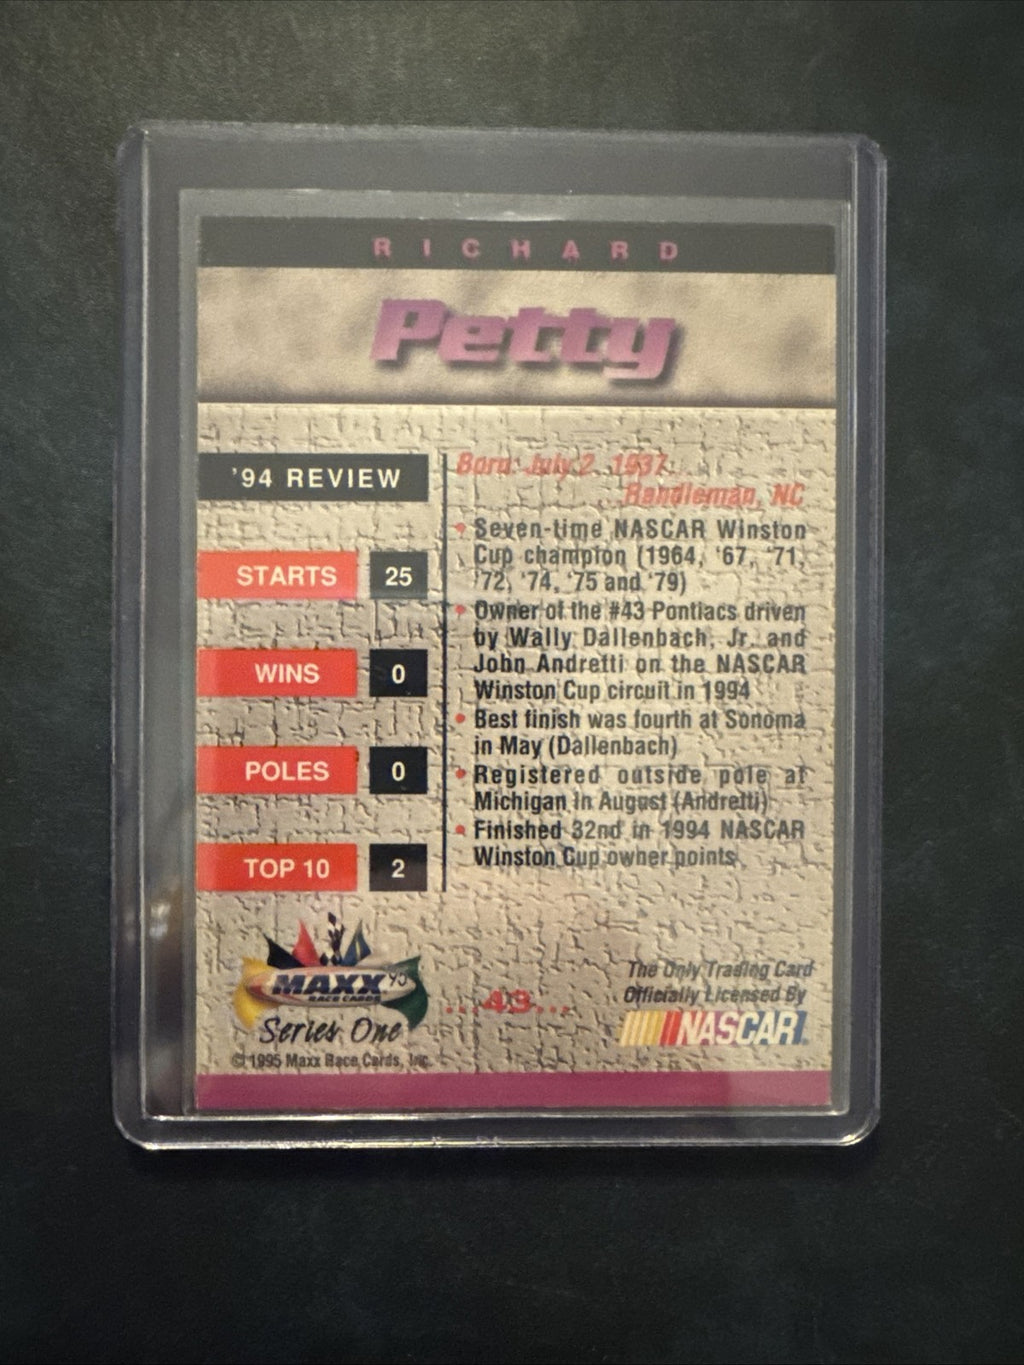 RICHARD
Petty
'94 REVIEW
STARTS 25
WINS 0
POLES 0
TOP 10 2
Born: July 2, 1937...
Randleman, NC
• Seven-time NASCAR Winston
Cup champion (1964, '67, '71,
'72, '74, '75 and '79)
• Owner of the #43 Pontiacs driven
by Wally Dallenbach, Jr. and
John Andretti on the NASCAR
Winston Cup circuit in 1994
• Best finish was fourth at Sonoma
in May (Dallenbach)
• Registered outside pole at
Michigan in August (Andretti)
• Finished 32nd in 1994 NASCAR
Winston Cup owner points
MAXX '95
RACE CARDS
Series One
© 1995 Maxx Race Cards, Inc.
...43...
The Only Trading Card
Officially Licensed By
NASCAR®